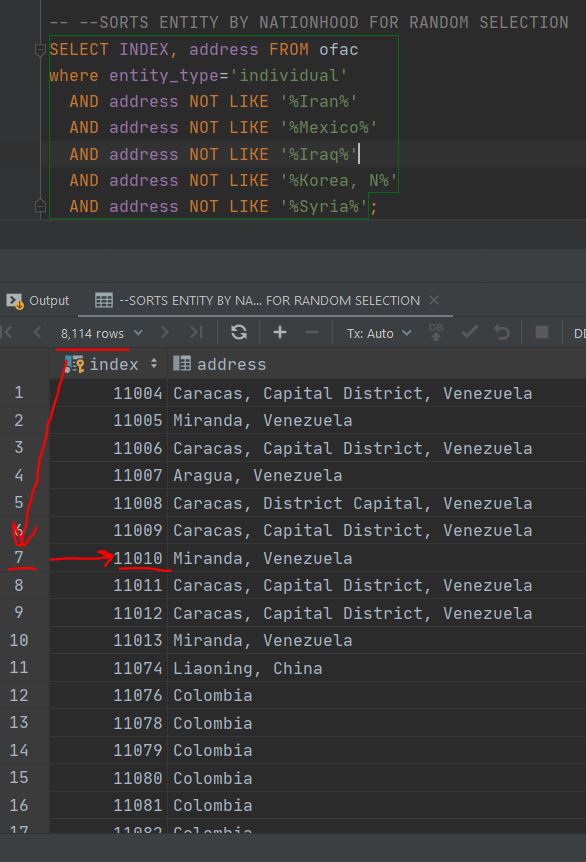 -- --SORTS ENTITY BY NATIONHOOD FOR RANDOM SELECTION
SELECT INDEX, address FROM ofac
where entity_type='individual'
AND address NOT LIKE '%Iran%'
AND address NOT LIKE '%Mexico%'
AND address NOT LIKE '%Iraq%'
AND address NOT LIKE '%Korea, N%'
AND address NOT LIKE '%Syria%';
Output --SORTS ENTITY BY NA... FOR RANDOM SELECTION
8,114 rows Tx: Auto DB
index address
1 11004 Caracas, Capital District, Venezuela
2 11005 Miranda, Venezuela
3 11006 Caracas, Capital District, Venezuela
4 11007 Aragua, Venezuela
5 11008 Caracas, District Capital, Venezuela
6 11009 Caracas, Capital District, Venezuela
7 11010 Miranda, Venezuela
8 11011 Caracas, Capital District, Venezuela
9 11012 Caracas, Capital District, Venezuela
10 11013 Miranda, Venezuela
11 11074 Liaoning, China
12 11076 Colombia
13 11078 Colombia
14 11079 Colombia
15 11080 Colombia
16 11081 Colombia
17 11082 Colombia